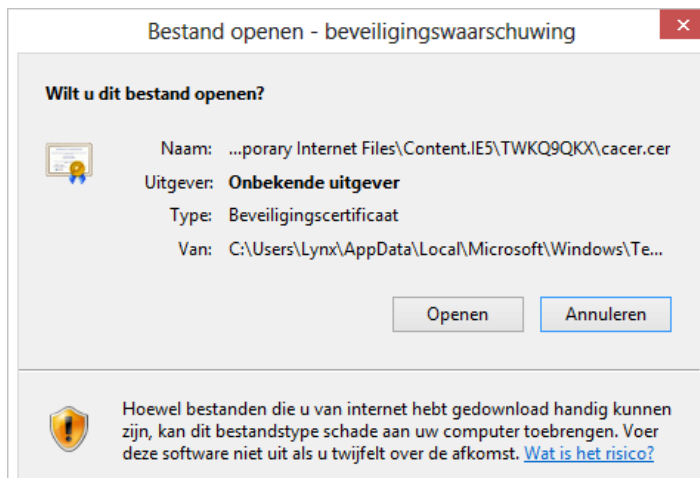 Bestand openen - beveiligingswaarschuwing
Wilt u dit bestand openen?
Naam: ...porary Internet Files\Content.IE5\TWKQ9QKX\cacer.cer
Uitgever: Onbekende uitgever
Type: Beveiligingscertificaat
Van: C:\Users\Lynx\AppData\Local\Microsoft\Windows\Te...
Openen Annuleren
Hoewel bestanden die u van internet hebt gedownload handig kunnen
zijn, kan dit bestandstype schade aan uw computer toebrengen. Voer
deze software niet uit als u twijfelt over de afkomst. Wat is het risico?